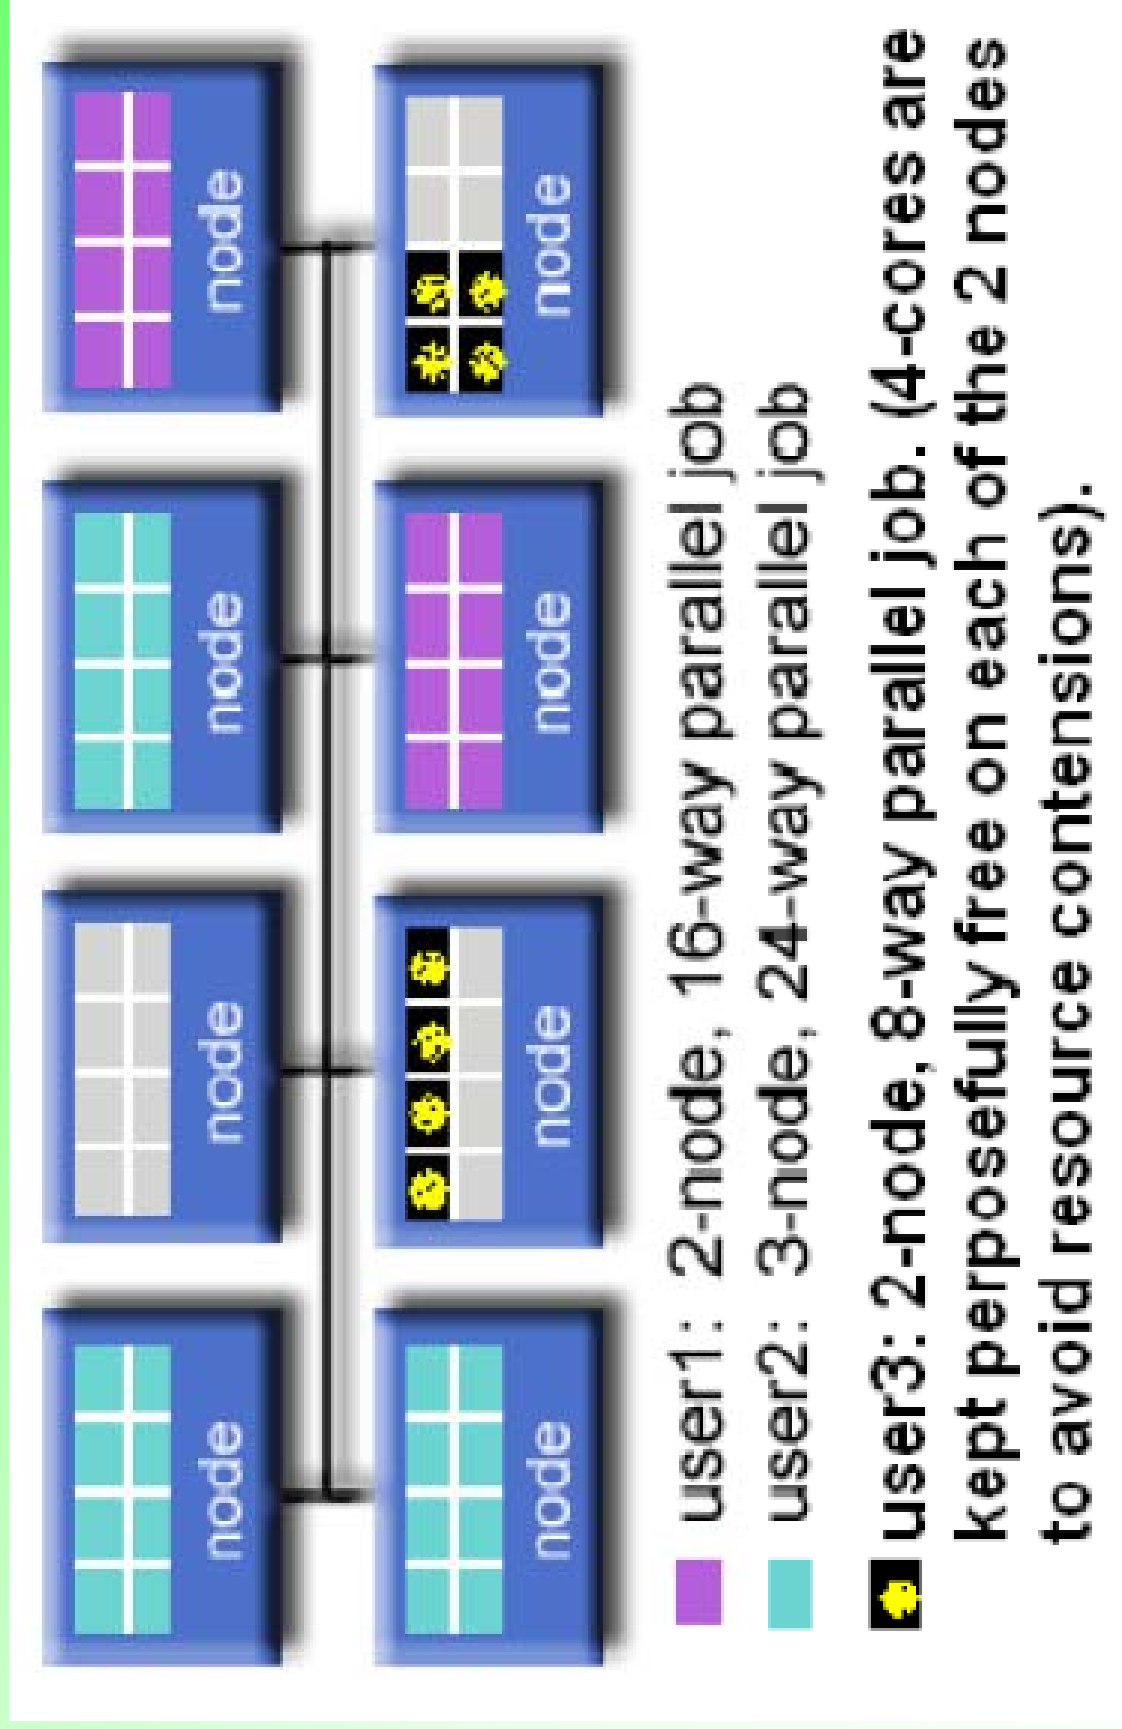 node
node
node
node
node
node
node
node
user1: 2-node, 16-way parallel job
user2: 3-node, 24-way parallel job
user3: 2-node, 8-way parallel job. (4-cores are
kept perposefully free on each of the 2 nodes
to avoid resource contensions).